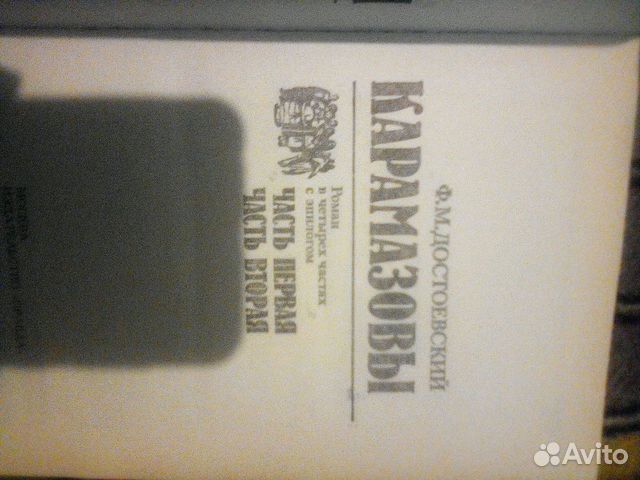 Ф.М.ДОСТОЕВСКИЙ
КАРАМАЗОВЫ
Роман
в четырех частях
с эпилогом
ЧАСТЬ ПЕРВАЯ
ЧАСТЬ ВТОРАЯ
Avito